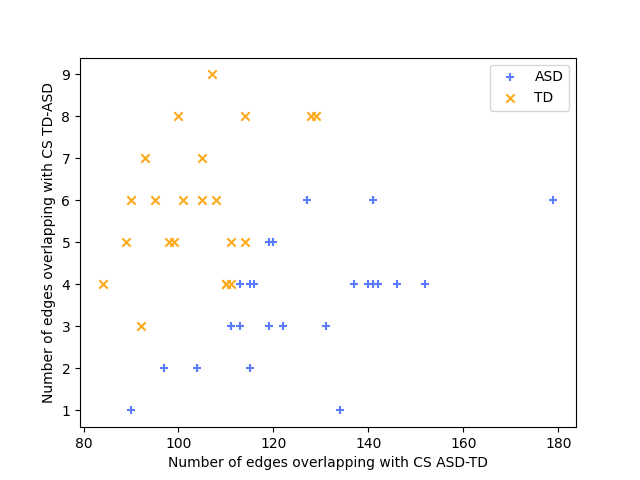 ASD
TD
Number of edges overlapping with CS TD-ASD
9
8
7
6
5
4
3
2
1
80 100 120 140 160 180
Number of edges overlapping with CS ASD-TD